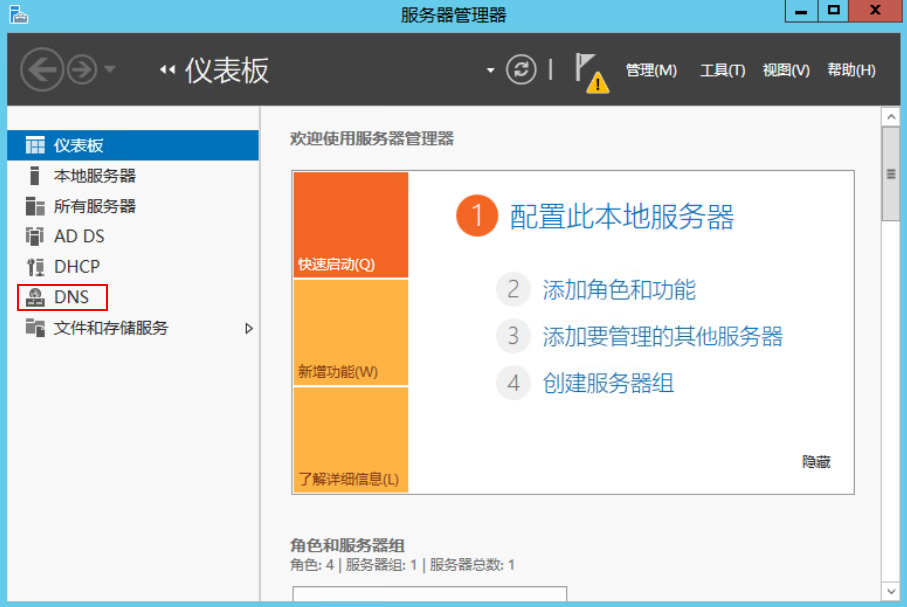 服务器管理器
仪表板
管理(M) 工具(T) 视图(V) 帮助(H)
仪表板
本地服务器
所有服务器
AD DS
DHCP
DNS
文件和存储服务
欢迎使用服务器管理器
快速启动(Q)
新增功能(W)
了解详细信息(L)
1 配置此本地服务器
2 添加角色和功能
3 添加要管理的其他服务器
4 创建服务器组
隐藏
角色和服务器组
角色: 4 | 服务器组: 1 | 服务器总数: 1